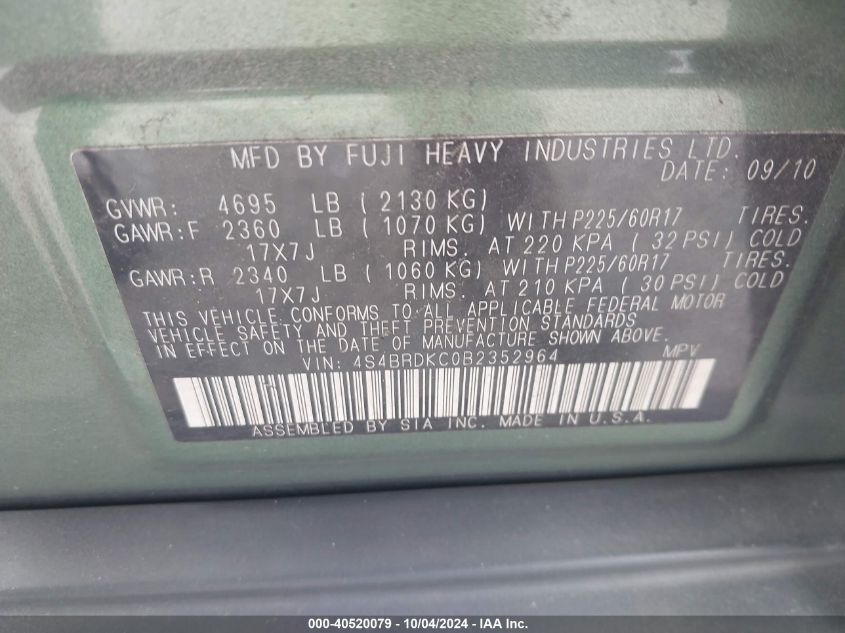 MFD BY FUJI HEAVY INDUSTRIES LTD.
DATE: 09/10
GVWR: 4695 LB (2130 KG)
GAWR:F 2360 LB (1070 KG) WITH P225/60R17 TIRES.
17X7J RIMS. AT 220 KPA (32 PSI) COLD
GAWR:R 2340 LB (1060 KG) WITH P225/60R17 TIRES.
17X7J RIMS. AT 210 KPA (30 PSI) COLD
THIS VEHICLE CONFORMS TO ALL APPLICABLE FEDERAL MOTOR
VEHICLE SAFETY AND THEFT PREVENTION STANDARDS
IN EFFECT ON THE DATE OF MANUFACTURE SHOWN ABOVE.
VIN: 4S4BRDKC0B2352964 MPV
ASSEMBLED BY SIA INC. MADE IN U.S.A.
000-40520079 - 10/04/2024 - IAA Inc.